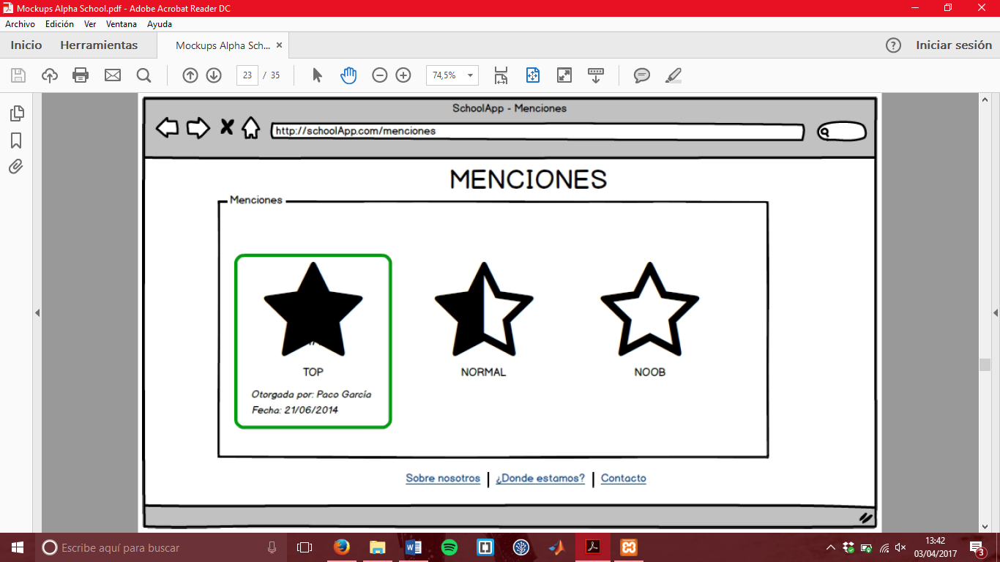 Mockups Alpha School.pdf - Adobe Acrobat Reader DC
Archivo Edición Ver Ventana Ayuda
Inicio Herramientas Mockups Alpha Sch... × ? Iniciar sesión
23 / 35 74,5%
SchoolApp - Menciones
http://schoolApp.com/menciones
MENCIONES
Menciones
TOP NORMAL NOOB
Otorgada por: Paco García
Fecha: 21/06/2014
Sobre nosotros | ¿Donde estamos? | Contacto
Escribe aquí para buscar
13:42
03/04/2017
3